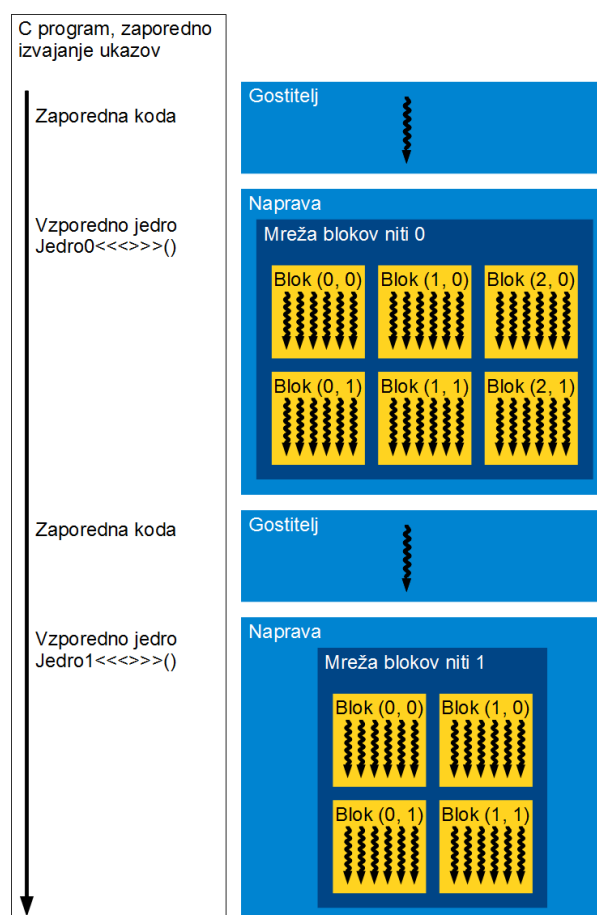 C program, zaporedno
izvajanje ukazov
Zaporedna koda
Gostitelj
Vzporedno jedro
Jedro0<<<>>>()
Naprava
Mreža blokov niti 0
Blok (0, 0)
Blok (1, 0)
Blok (2, 0)
Blok (0, 1)
Blok (1, 1)
Blok (2, 1)
Zaporedna koda
Gostitelj
Vzporedno jedro
Jedro1<<<>>>()
Naprava
Mreža blokov niti 1
Blok (0, 0)
Blok (1, 0)
Blok (0, 1)
Blok (1, 1)